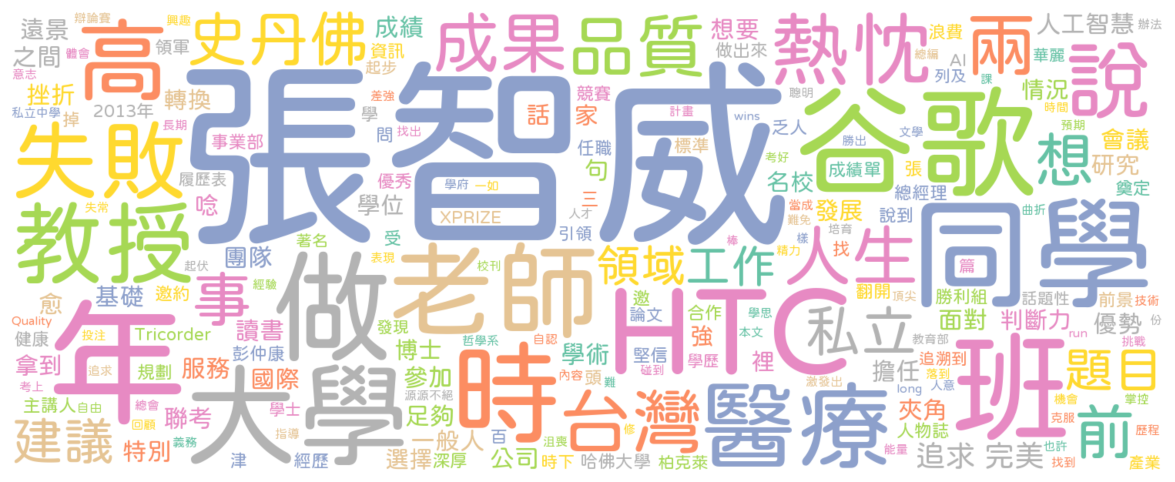 辯論賽 興趣 成績 想要 浪費 人工智慧 辦法
遠景 之間 體會 領軍 史丹佛 資訊 成果 品質 做出來 熱忱 兩 總編 AI 華麗
意志 挫折 高 起步 列及 課 說
私立中學 2013年 轉換 差強 競賽 聰明 情況 時間
掉 長期 學 話 家 計畫 wins 乏人 谷歌 預期
失敗 事業部 張智威 問 找出 任職 標準 勝出 文學 成績單 想 會議
履歷表 優秀 句 考好 名校 張 研究
夫常 唸 學位 學府 一如 三 人才 當成 總經理 奠定
教授 XPRIZE 引領 難免 發展 說到 曲折
著名 受 培育 同學
團隊 表現 校刊 棒 樣 找 人生
起伏 老師 領域 工作 精力 篇
愈 基礎 邀約 事 經驗 做 邀 翻開 頂尖 勝利組 話題性 前景 技術
Quality 投注 Tricorder 讀書 發現 論文 合作 學思 HTC 私立 面對 判斷力 優勢 份
健康 年 彭仲康 博士 哲學系 自認 強 本文 教育部 run 挑戰
拿到 追求 規劃 服務 學術 堅信 學歷 裡 擔任 追溯到 班 題目
考上 國際 參加 內容 頭 碰到 激發出 落到
主講人 自由 總會 大學 學士 源源不絕 時 難 台灣 醫療 long 人意 機會 掌控
聯考 足夠 夾角 前
建議 回顧 指導 一般人 百 沮喪 修 人物誌 克服 歷程
特別 義務 津 經歷 選擇 深厚 公司 時下 哈佛大學 柏克萊 能量 追求 完美 也許 找到 產業